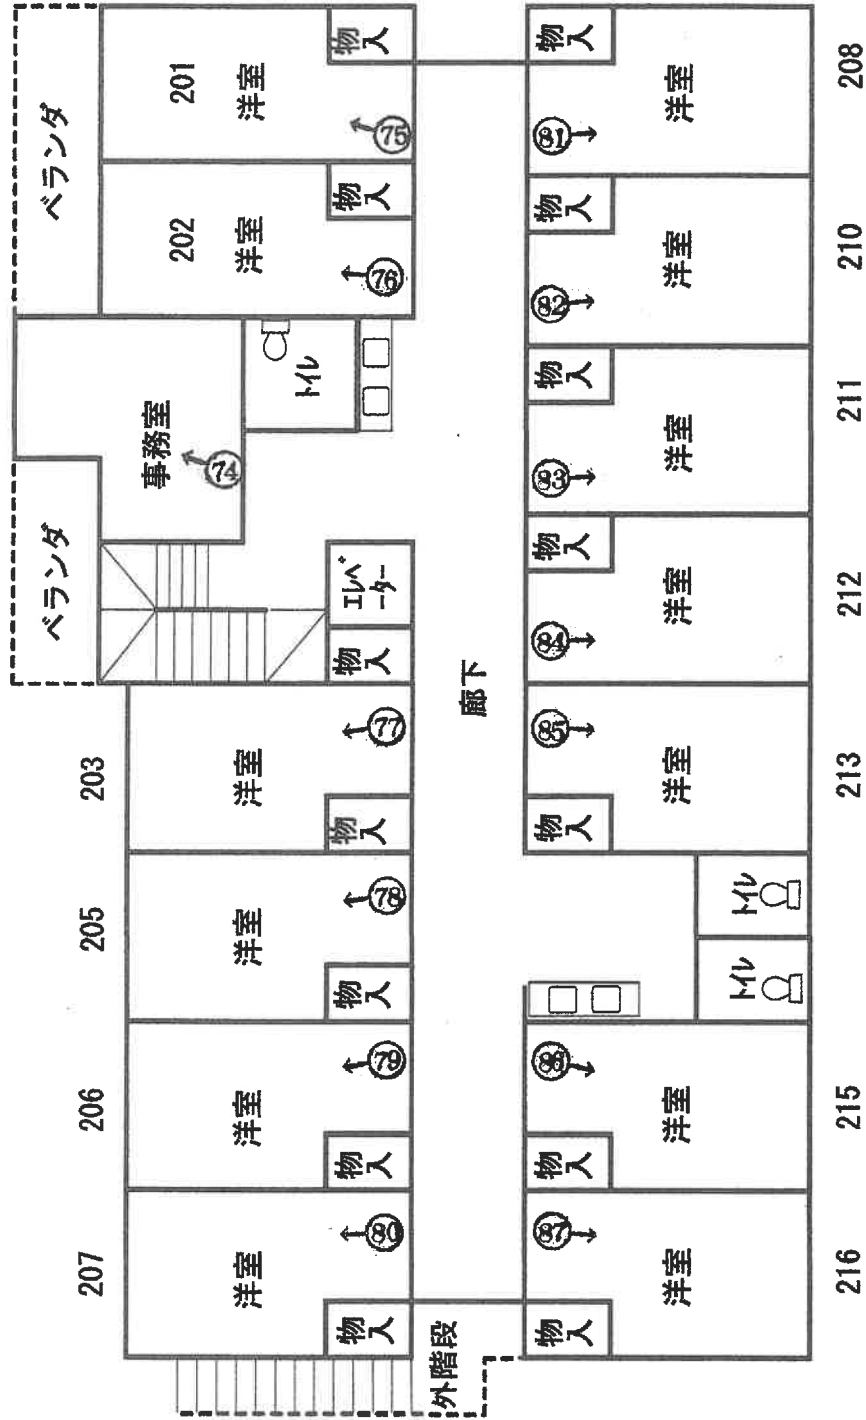 207
206
205
203
ベランダ
ベランダ
洋室
80
物入
洋室
79
物入
洋室
78
物入
洋室
77
物入
物入
エレベーター
事務室
74
トイレ
202
洋室
76
物入
201
洋室
75
物入
外階段
廊下
物入
87
洋室
物入
86
洋室
トイレ
トイレ
物入
85
洋室
84
物入
洋室
83
物入
洋室
82
物入
洋室
81
物入
洋室
216
215
213
212
211
210
208